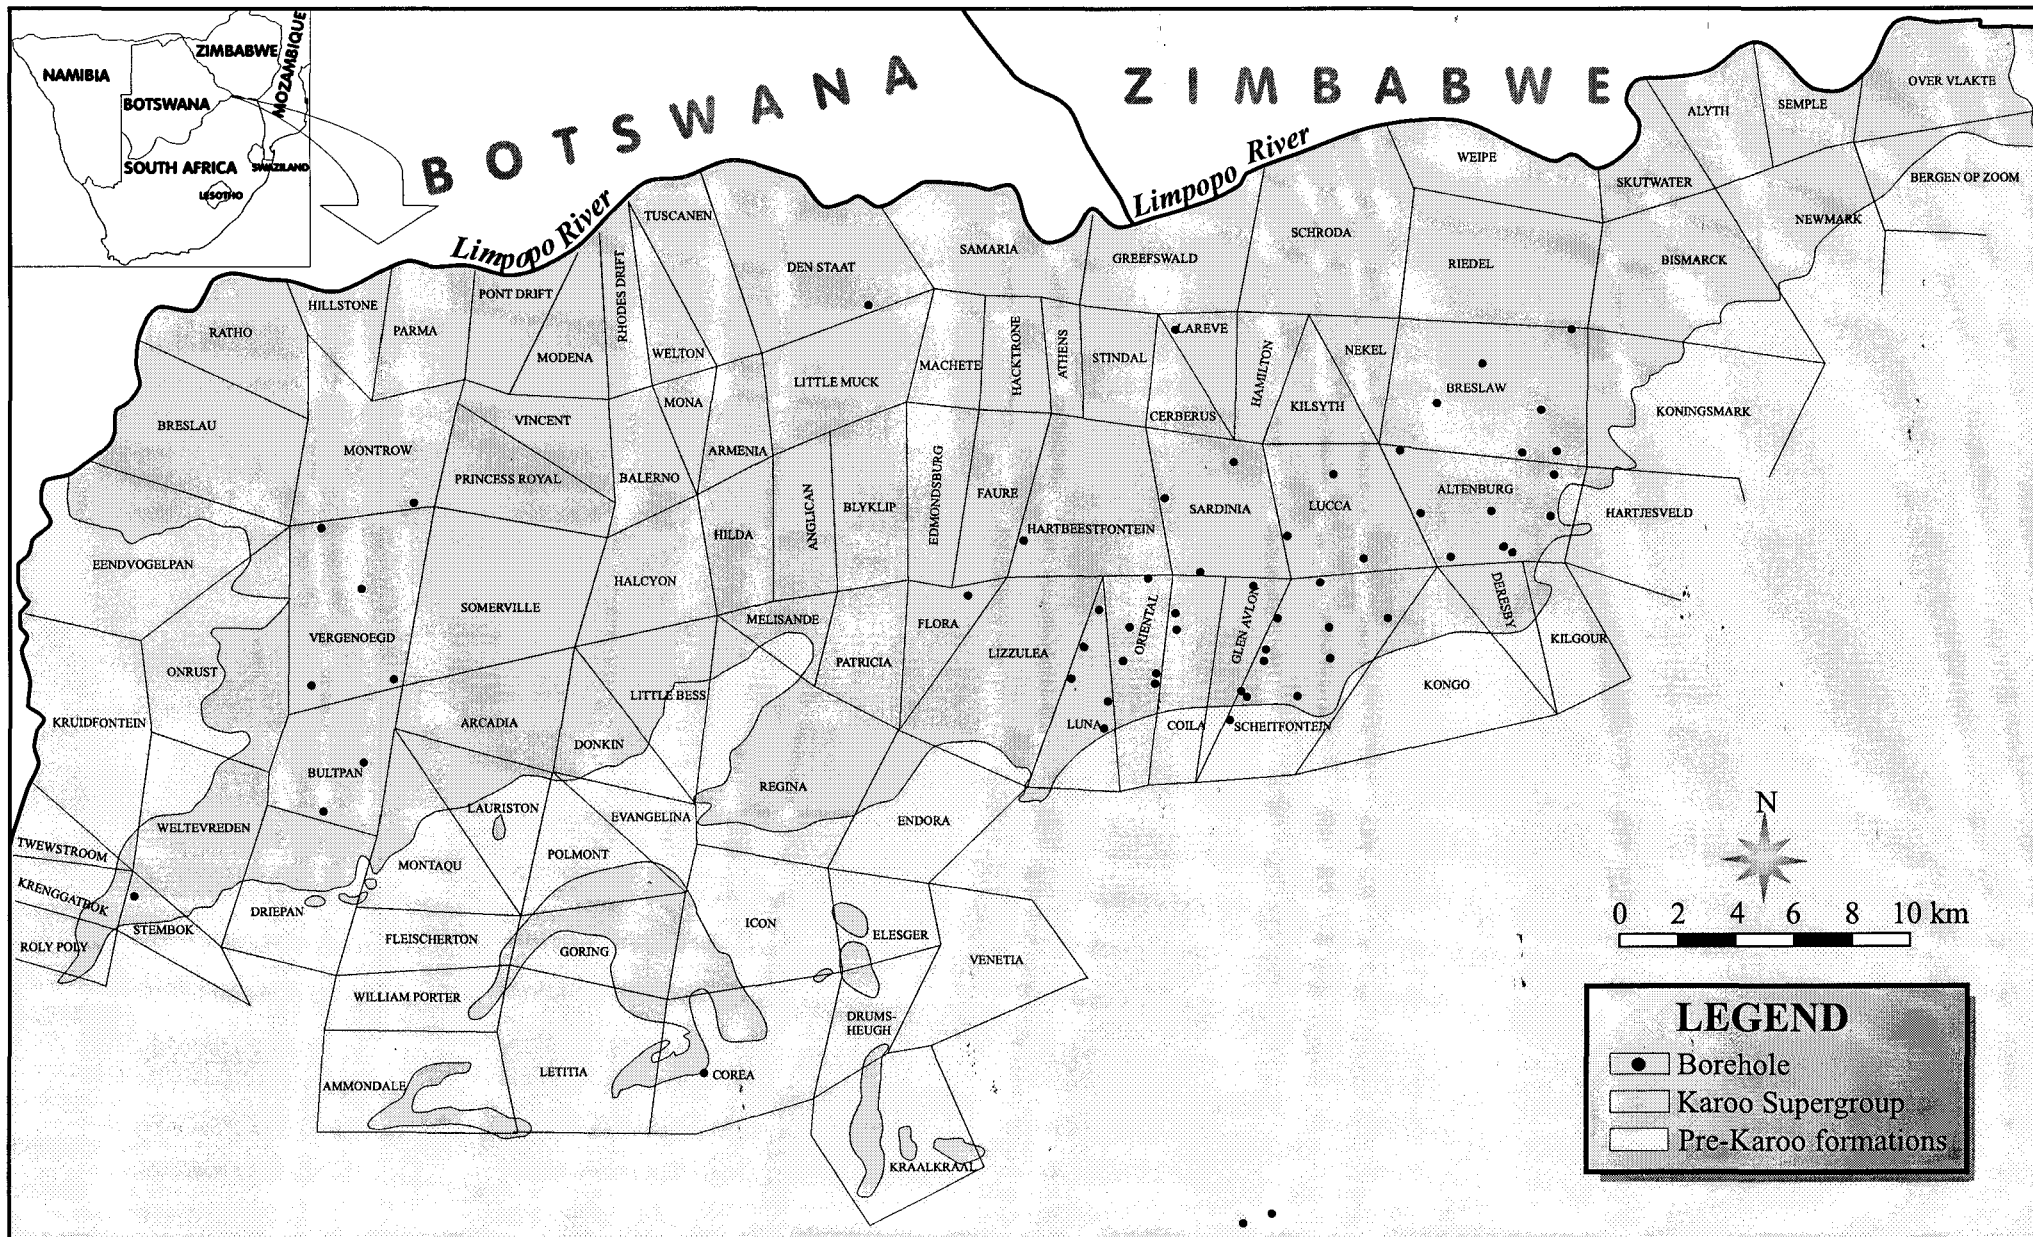 NAMIBIA
ZIMBABWE
MOZAMBIQUE
BOTSWANA
SOUTH AFRICA
SWAZILAND
LESOTHO
BOTSWANA
ZIMBABWE
Limpopo River
Limpopo River
OVER VLAKTE
SEMPLE
ALYTH
WEIPE
SKUTWATER
BERGEN OP ZOOM
NEWMARK
TUSCANEN
SCHRODA
SAMARIA
GREEFSWALD
DEN STAAT
RIEDEL
BISMARCK
PONT DRIFT
RHODES DRIFT
HILLSTONE
RATHO
PARMA
MODENA
WELTON
LAREVE
HACKTRONE
ATHENS
STINDAL
HAMILTON
NEKEL
MACHETE
LITTLE MUCK
BRESLAW
KONINGSMARK
MONA
VINCENT
CERBERUS
KILSYTH
BRESLAU
MONTROW
ARMENIA
PRINCESS ROYAL
BALERNO
ANGLICAN
BLYKLIP
EDMONDSBURG
FAURE
HARTBEESTFONTEIN
SARDINIA
LUCCA
ALTENBURG
HARTJESVELD
HILDA
EENDVOGELPAN
HALCYON
SOMERVILLE
MELISANDE
FLORA
ORIENTAL
GLEN AVLON
DERESBY
KILGOUR
VERGENOEGD
LIZZULEA
PATRICIA
ONRUST
KONGO
LITTLE BESS
KRUIDFONTEIN
ARCADIA
LUNA
COILA
SCHEITFONTEIN
DONKIN
BULTPAN
REGINA
LAURISTON
EVANGELINA
ENDORA
WELTEVREDEN
TWEWSTROOM
MONTAQU
POLMONT
KRENGGATBOK
DRIEPAN
STEMBOK
ICON
ELESGER
ROLY POLY
FLEISCHERTON
GORING
VENETIA
WILLIAM PORTER
DRUMS-
HEUGH
LETITIA
COREA
AMMONDALE
KRAALKRAAL
N
0 2 4 6 8 10 km
LEGEND
Borehole
Karoo Supergroup
Pre-Karoo formations